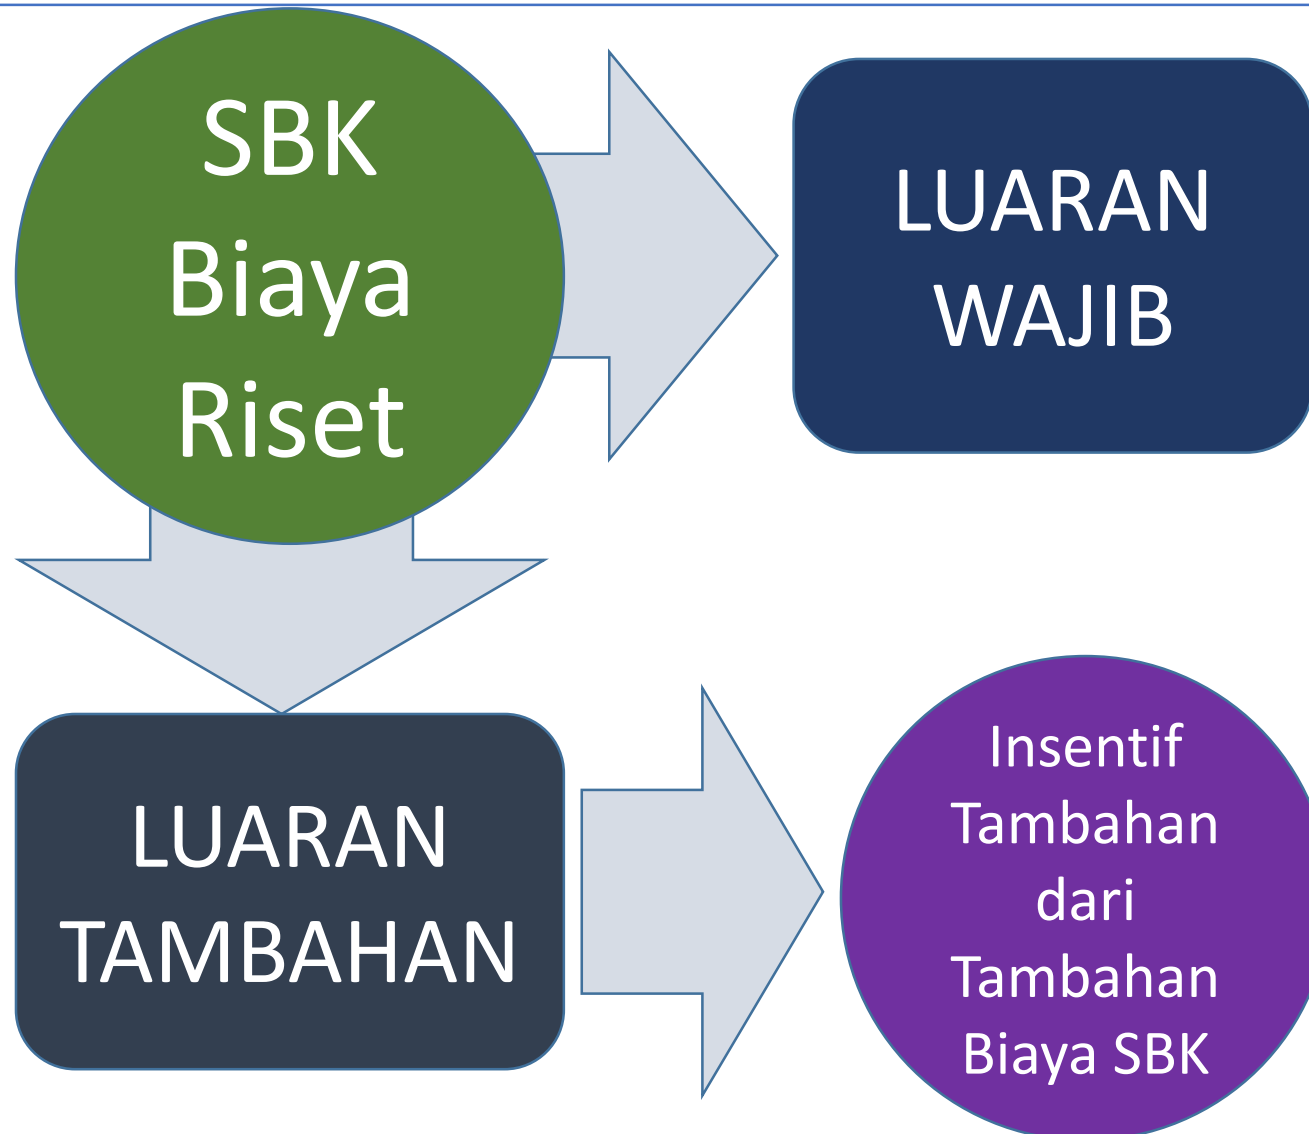 SBK
Biaya
Riset
LUARAN
WAJIB
LUARAN
TAMBAHAN
Insentif
Tambahan
dari
Tambahan
Biaya SBK